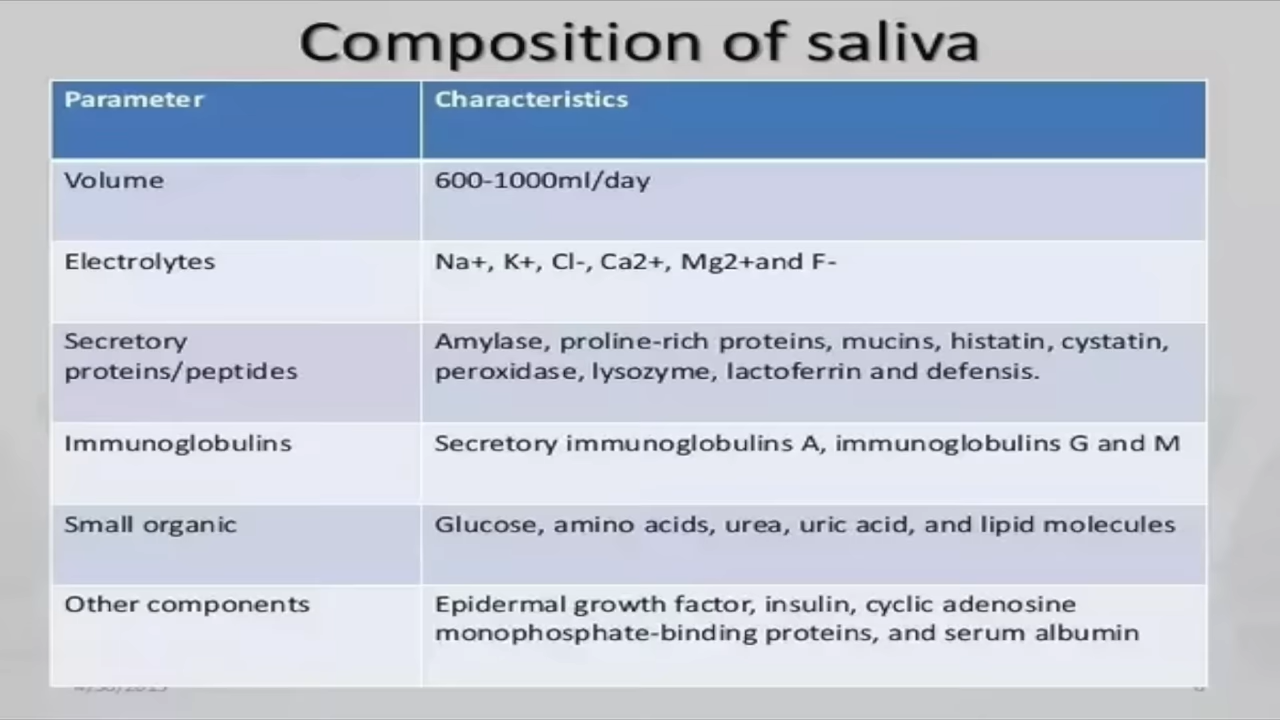 Composition of saliva
Parameter
Characteristics
Volume
600-1000ml/day
Electrolytes
Na+, K+, Cl-, Ca2+, Mg2+and F-
Secretory
proteins/peptides
Amylase, proline-rich proteins, mucins, histatin, cystatin,
peroxidase, lysozyme, lactoferrin and defensis.
Immunoglobulins
Secretory immunoglobulins A, immunoglobulins G and M
Small organic
Glucose, amino acids, urea, uric acid, and lipid molecules
Other components
Epidermal growth factor, insulin, cyclic adenosine
monophosphate-binding proteins, and serum albumin